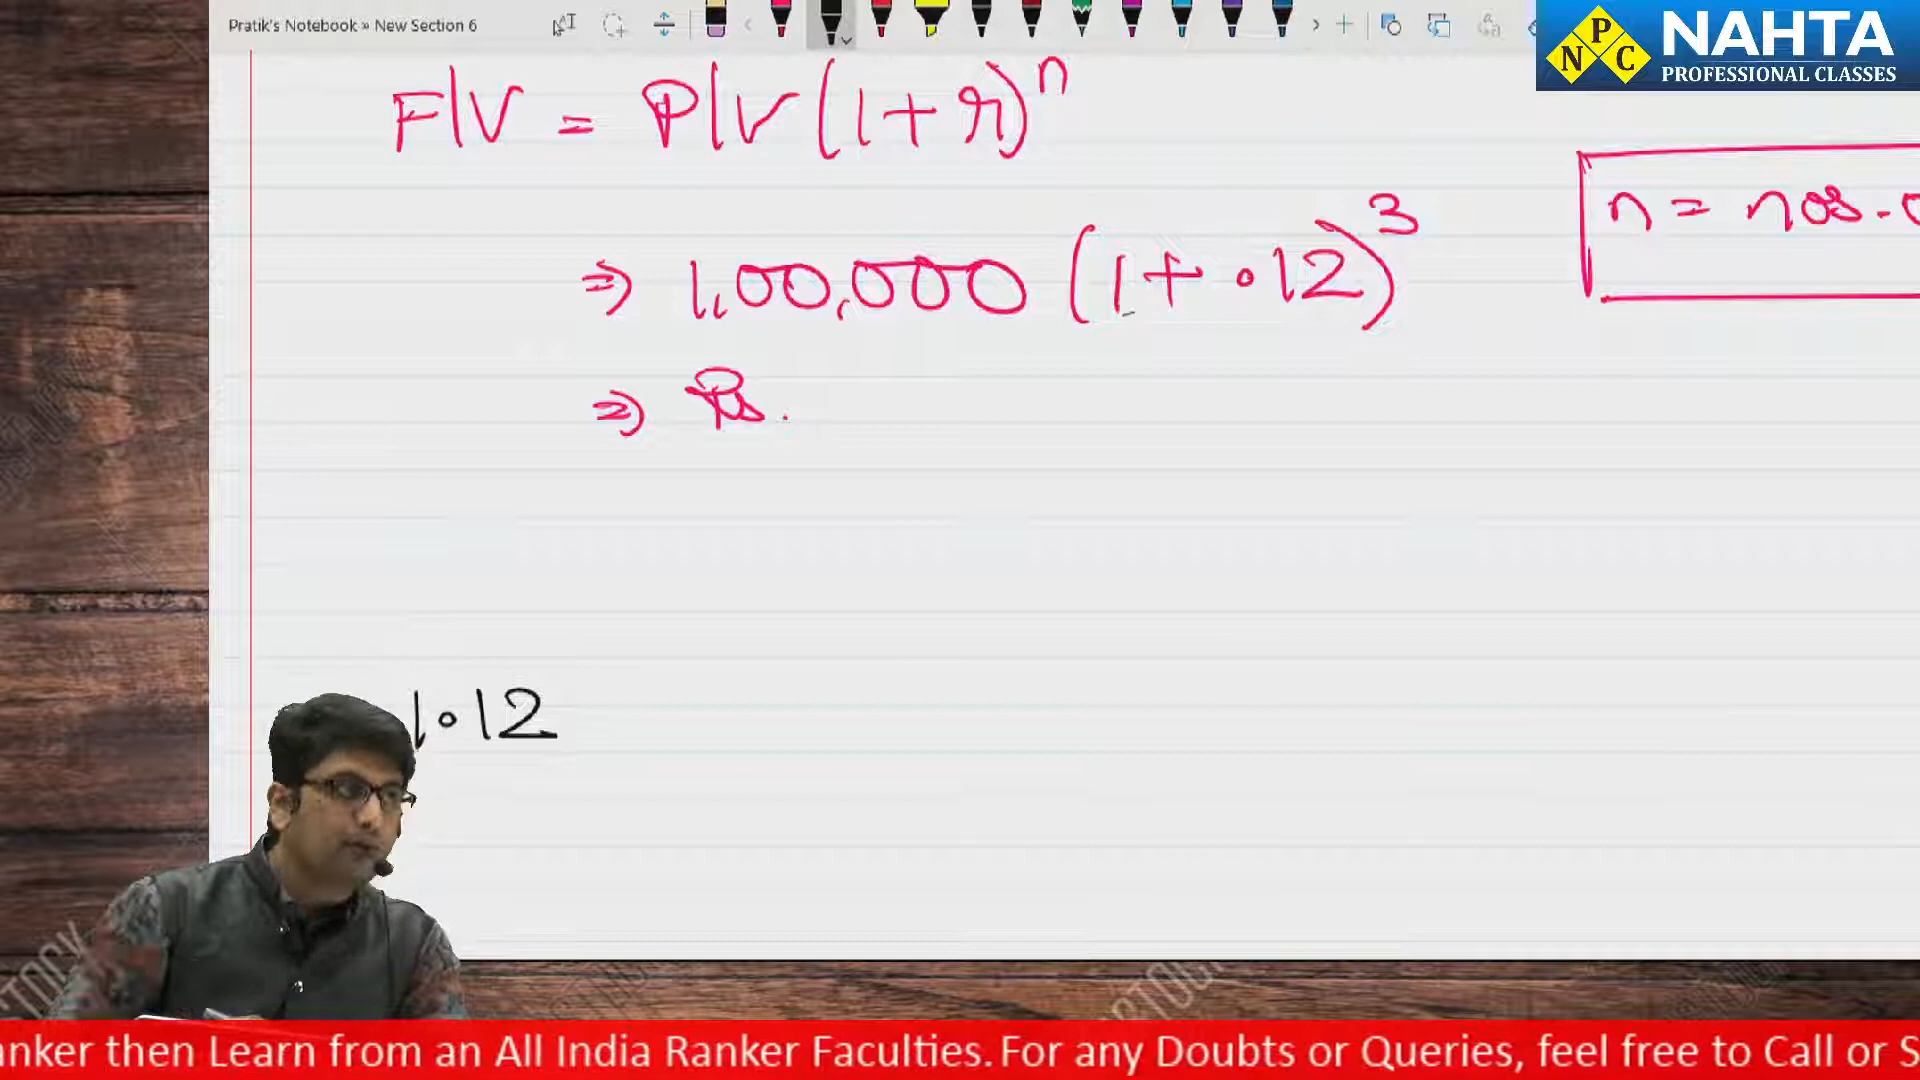 Pratik's Notebook » New Section 6
NPC
NAHTA
PROFESSIONAL CLASSES
F/V = P/V (1+r)^n
n = nos.
⇒ 1,00,000 (1+.12)^3
⇒ Rs.
1.12
anker then Learn from an All India Ranker Faculties. For any Doubts or Queries, feel free to Call or S